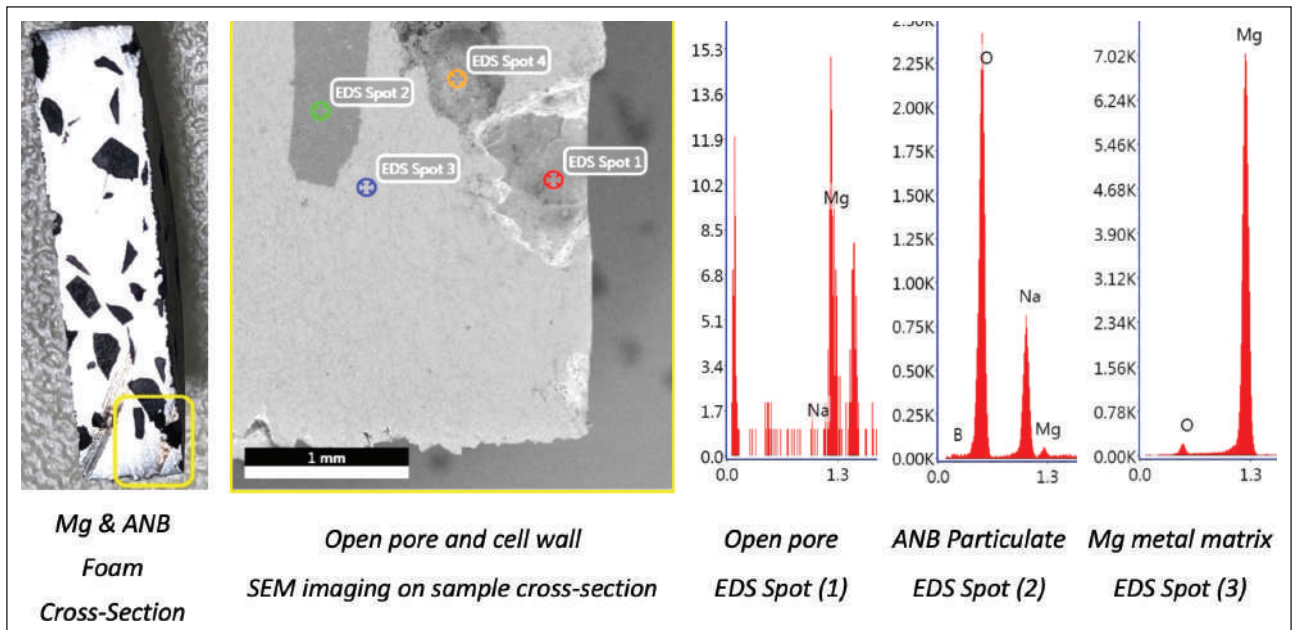 EDS Spot 4
EDS Spot 2
EDS Spot 1
EDS Spot 3
1 mm
15.3
13.6
11.9
10.2
8.5
6.8
5.1
3.4
1.7
0.0
Mg
Na
0.0
1.3
2.50K
2.25K
2.00K
1.75K
1.50K
1.25K
1.00K
0.75K
0.50K
0.25K
0.00K
O
Na
B
Mg
0.0
1.3
7.02K
6.24K
5.46K
4.68K
3.90K
3.12K
2.34K
1.56K
0.78K
0.00K
Mg
O
0.0
1.3
Mg & ANB
Foam
Cross-Section
Open pore and cell wall
SEM imaging on sample cross-section
Open pore
EDS Spot (1)
ANB Particulate
EDS Spot (2)
Mg metal matrix
EDS Spot (3)